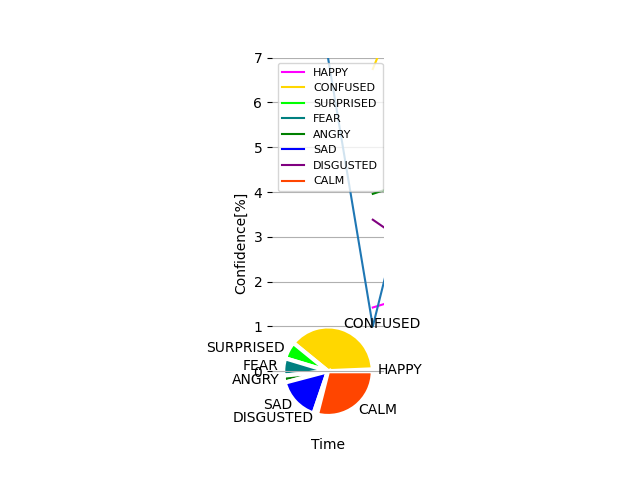 7
6
5
4
3
2
1
0
Confidence[%]
HAPPY
CONFUSED
SURPRISED
FEAR
ANGRY
SAD
DISGUSTED
CALM
CONFUSED
SURPRISED
FEAR
HAPPY
ANGRY
SAD
CALM
DISGUSTED
Time